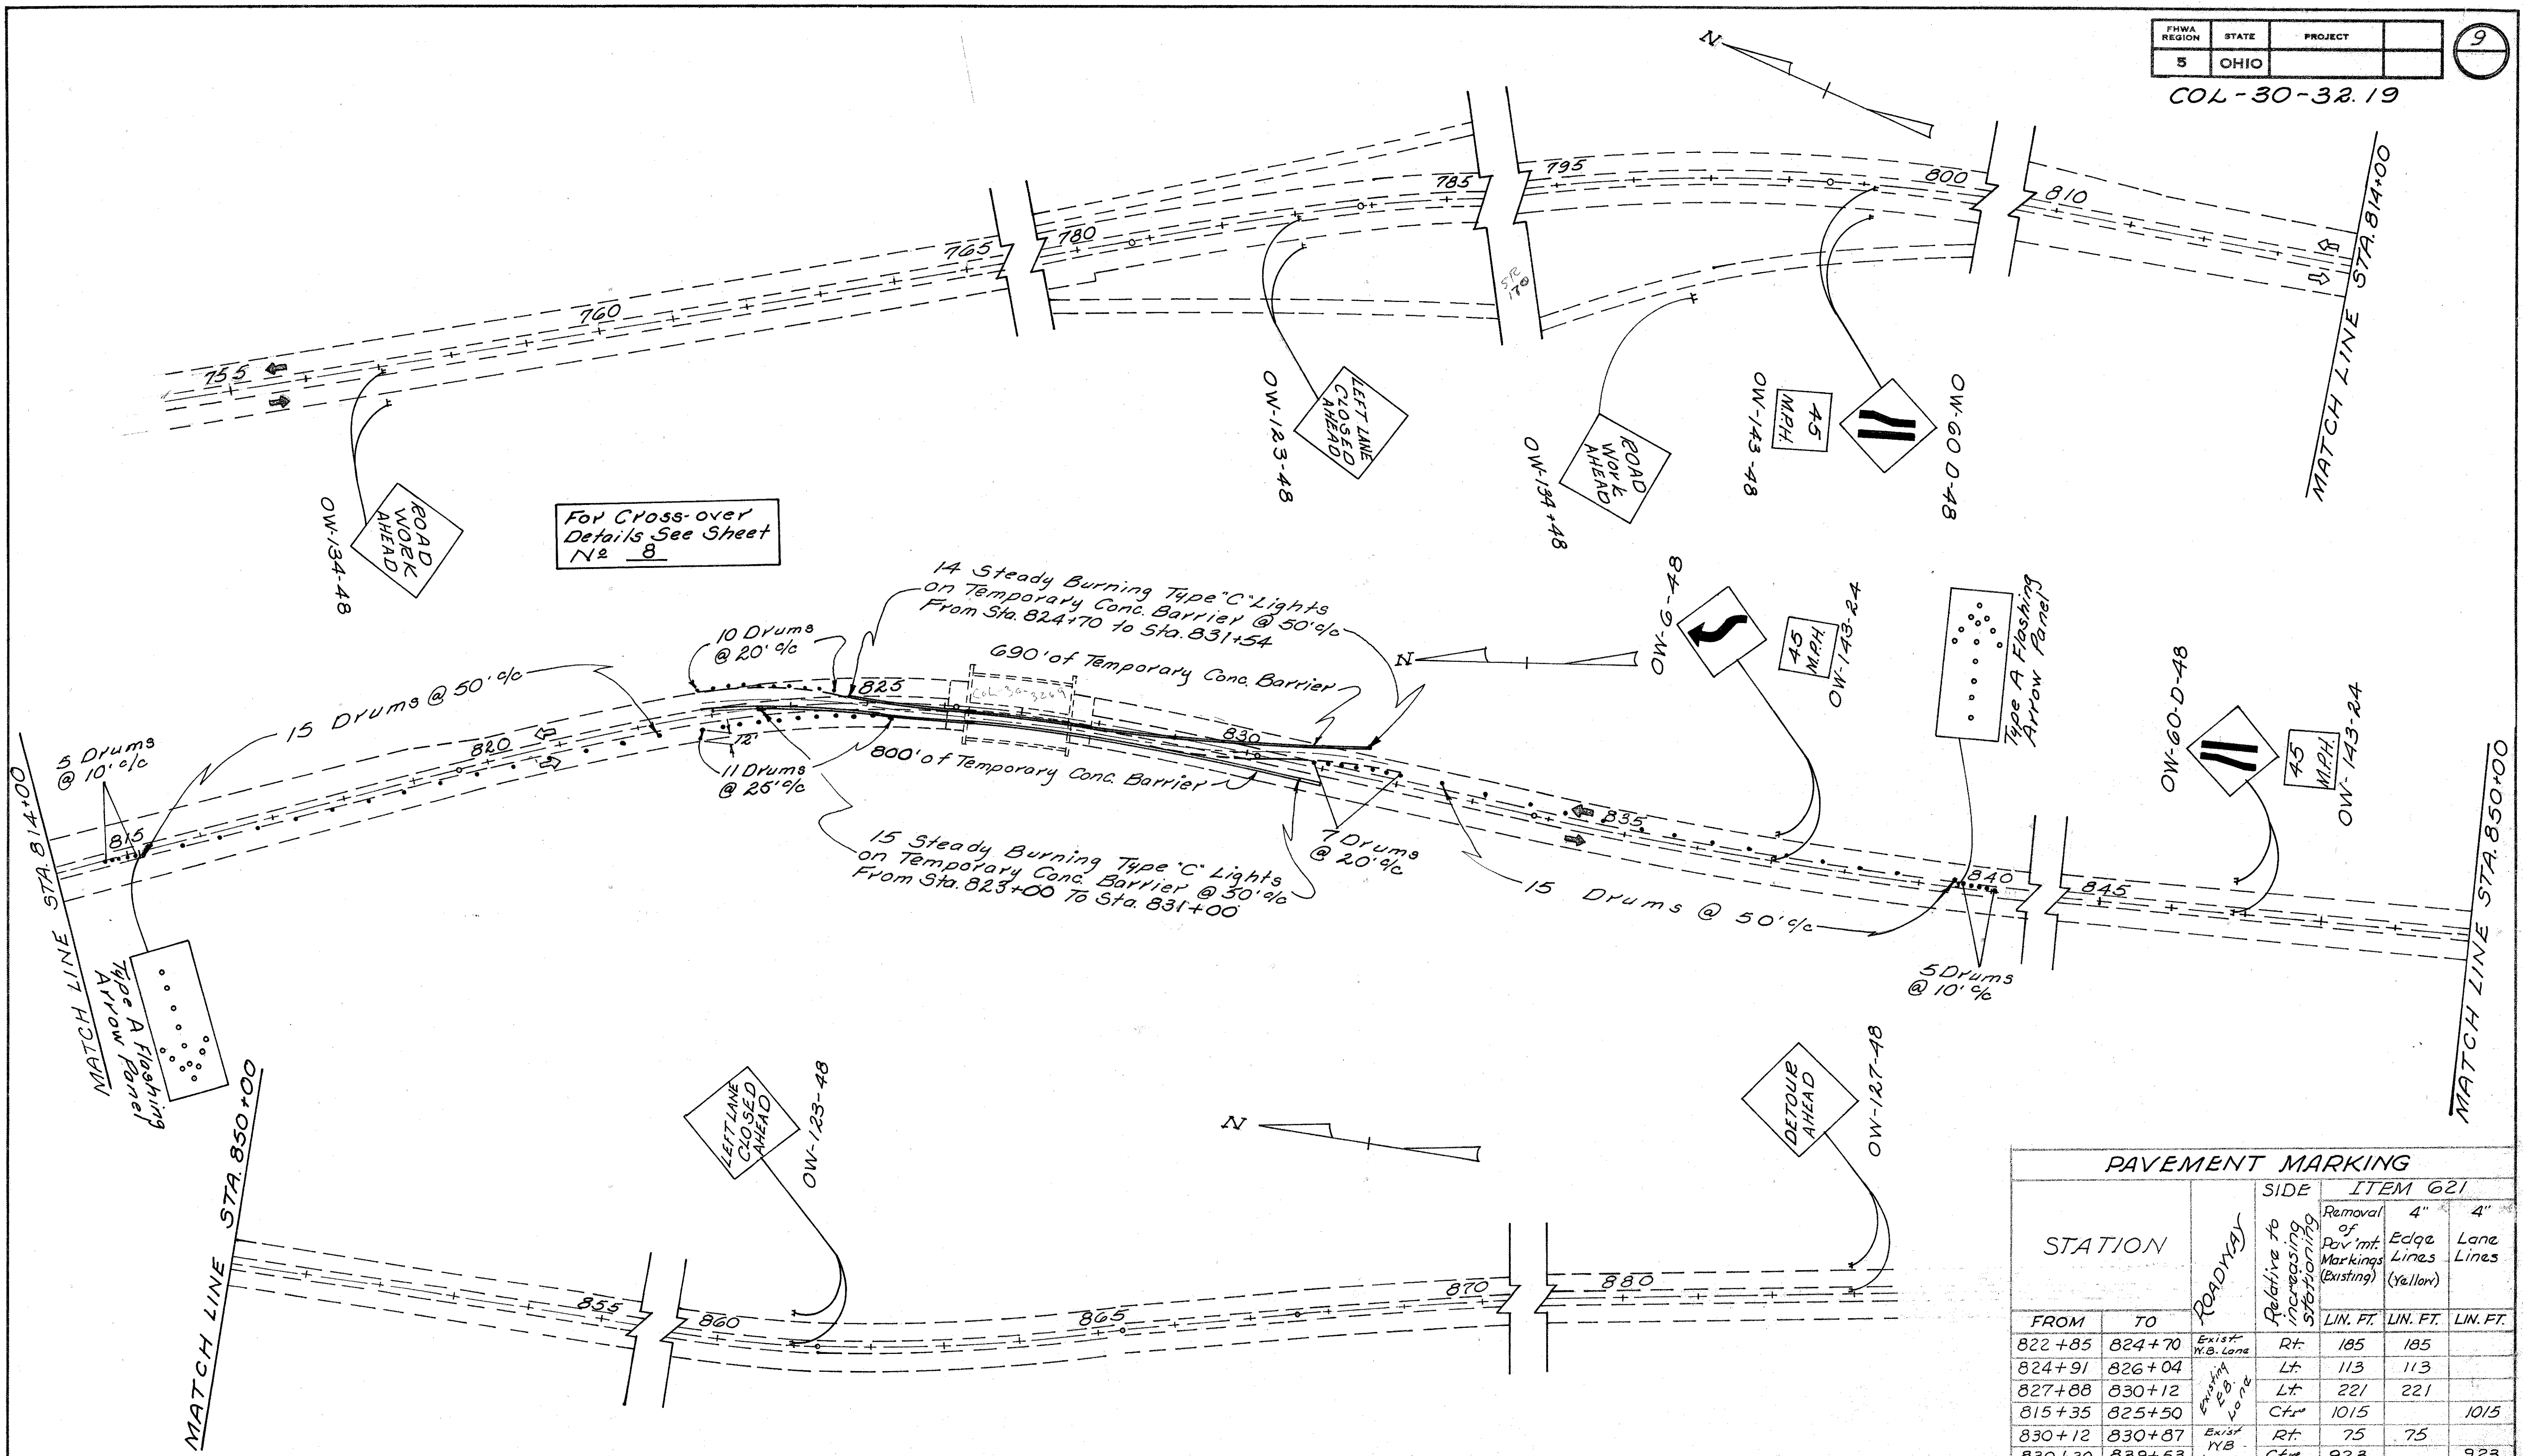 FHWA REGION STATE PROJECT
5 OHIO
9
COL-30-32.19
N
755
760
765
780
785
795
800
810
SR
170
MATCH LINE STA. 814+00
ROAD
WORK
AHEAD
OW-134-48
LEFT LANE
CLOSED
AHEAD
OW-123-48
ROAD
Work
AHEAD
OW-134-48
45
M.P.H.
OW-143-48
OW-60 D-48
For Cross-over
Details See Sheet
Nº 8
14 Steady Burning Type "C" Lights
on Temporary Conc. Barrier @ 50' c/c
From Sta. 824+70 to Sta. 831+54
10 Drums
@ 20' c/c
690' of Temporary Conc. Barrier
N
15 Drums @ 50' c/c
5 Drums
@ 10' c/c
MATCH LINE STA. 814+00
815
820
825
830
835
840
845
12'
11 Drums
@ 25' c/c
800' of Temporary Conc. Barrier
15 Steady Burning Type "C" Lights
on Temporary Conc. Barrier @ 50' c/c
From Sta. 823+00 To Sta. 831+00
7 Drums
@ 20' c/c
15 Drums @ 50' c/c
5 Drums
@ 10' c/c
OW-6-48
45
M.P.H.
OW-143-24
Type A Flashing
Arrow Panel
OW-60-D-48
45
M.P.H.
OW-143-24
MATCH LINE STA. 850+00
Type A Flashing
Arrow Panel
MATCH LINE STA. 850+00
LEFT LANE
CLOSED
AHEAD
OW-123-48
N
DETOUR
AHEAD
OW-127-48
855
860
865
870
880
PAVEMENT MARKING
STATION
ROADWAY
SIDE
Relative to
increasing
stationing
ITEM 621
Removal
of
Pav'mt.
Markings
(Existing)
4"
Edge
Lines
(Yellow)
4"
Lane
Lines
FROM TO LIN. FT. LIN. FT. LIN. FT.
822+85 824+70 Exist W.B. Lane Rt. 185 185
824+91 826+04 Existing E.B. Lane Lt. 113 113
827+88 830+12 Lt. 221 221
815+35 825+50 Ctr. 1015 1015
830+12 830+87 Exist W.B. Rt. 75 75